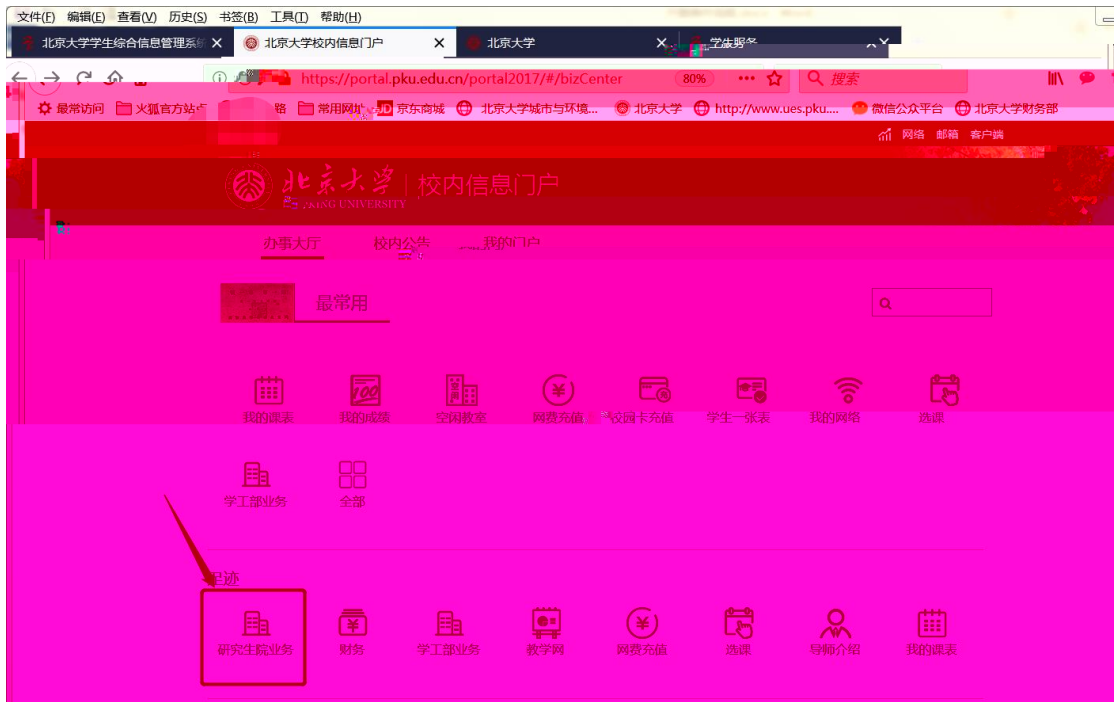 文件(F) 编辑(E) 查看(V) 历史(S) 书签(B) 工具(T) 帮助(H)
北京大学学生综合信息管理系统 北京大学校内信息门户 北京大学
https://portal.pku.edu.cn/portal2017/#/bizCenter 80% 搜索
最常访问 火狐官方站点 常用网址 京东商城 北京大学城市与环境... 北京大学 http://www.ues.pku.... 微信公众平台 北京大学财务部
网络 邮箱 客户端
北京大学 校内信息门户
办事大厅 校内公告 我的门户
最常用
我的课表 我的成绩 空闲教室 网费充值 校园卡充值 学生一张表 我的网络 选课
学工部业务 全部
足迹
研究生院业务 财务 学工部业务 教学网 网费充值 选课 导师介绍 我的课表